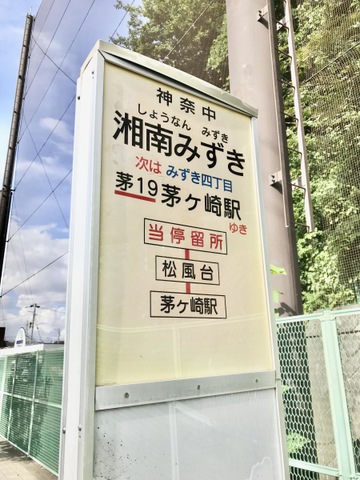 神奈中
しょうなん みずき
湘南みずき
次は みずき四丁目
茅19 茅ヶ崎駅
ゆき
当停留所
松風台
茅ヶ崎駅